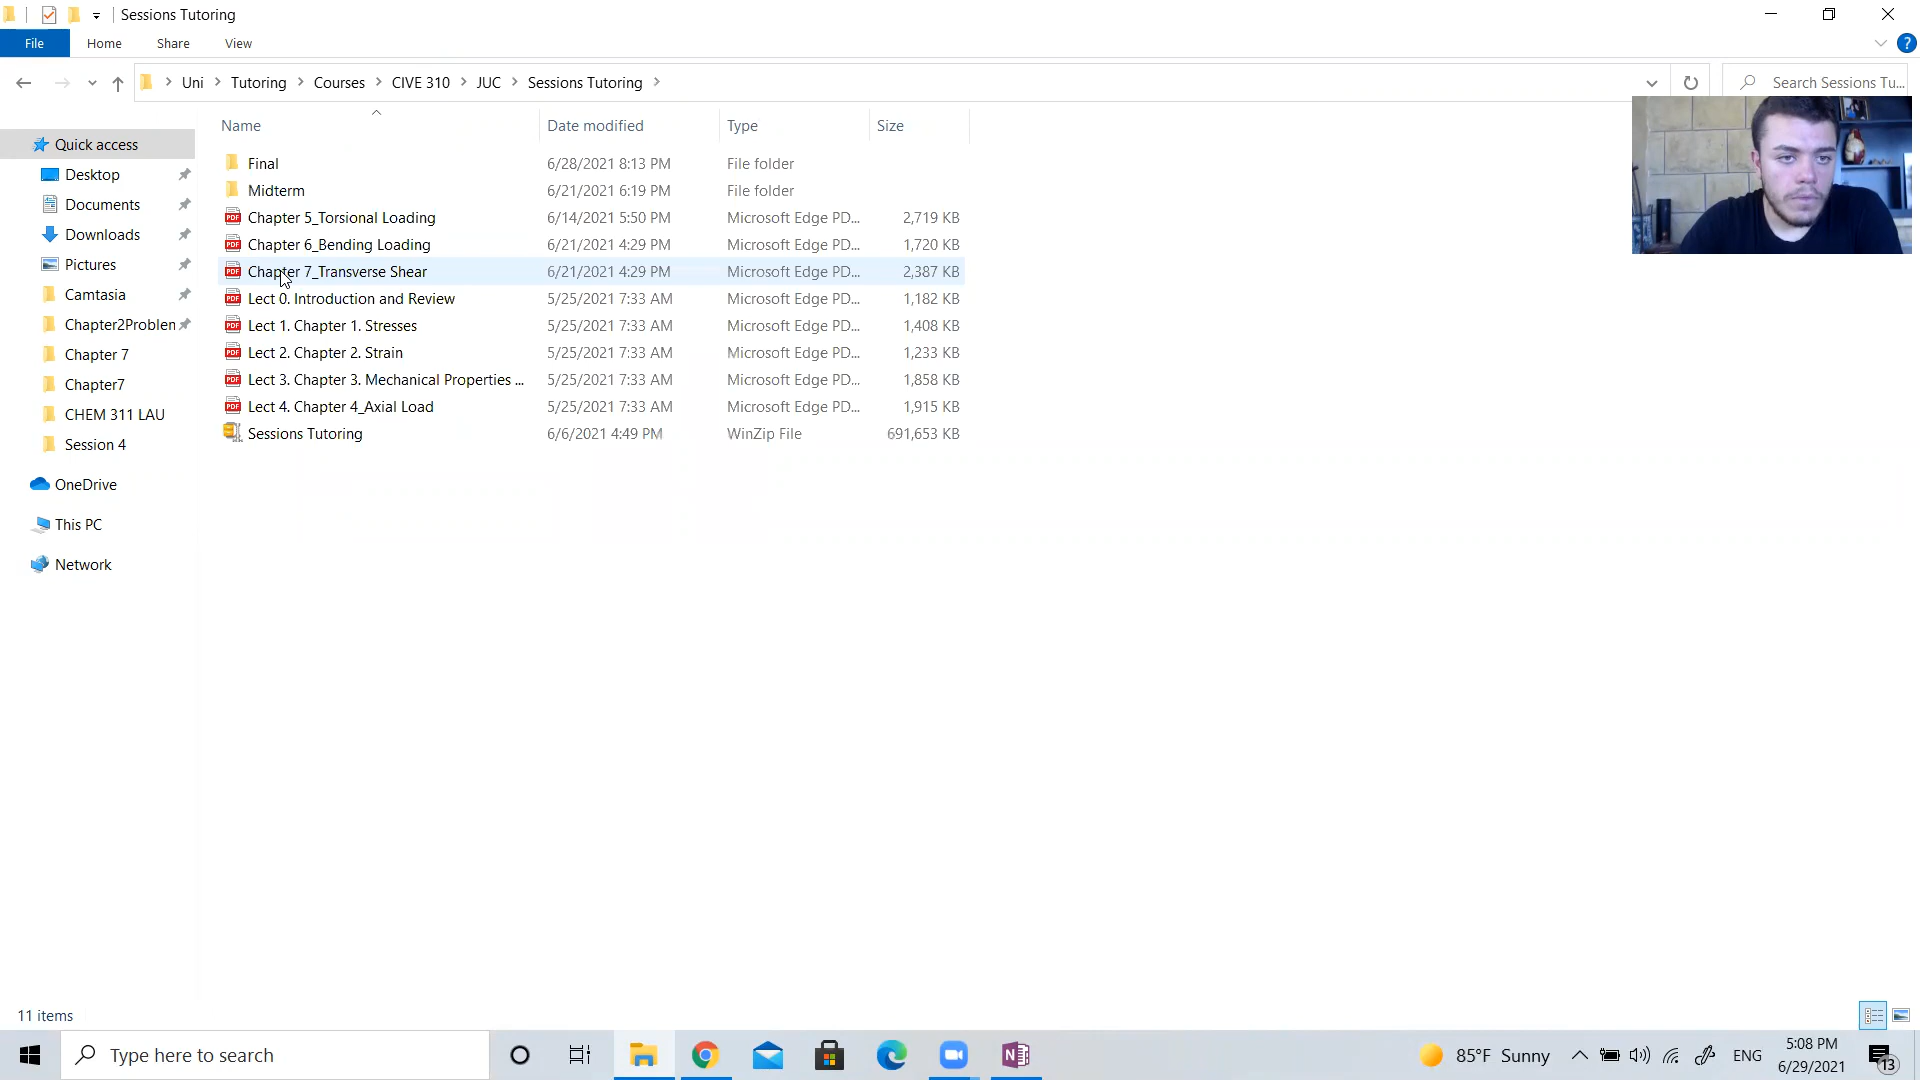 Sessions Tutoring
File Home Share View
Uni Tutoring Courses CIVE 310 JUC Sessions Tutoring
Search Sessions Tu...
Name Date modified Type Size
Quick access
Desktop
Documents
Downloads
Pictures
Camtasia
Chapter2Problen
Chapter 7
Chapter7
CHEM 311 LAU
Session 4
OneDrive
This PC
Network
Final 6/28/2021 8:13 PM File folder
Midterm 6/21/2021 6:19 PM File folder
Chapter 5_Torsional Loading 6/14/2021 5:50 PM Microsoft Edge PD... 2,719 KB
Chapter 6_Bending Loading 6/21/2021 4:29 PM Microsoft Edge PD... 1,720 KB
Chapter 7_Transverse Shear 6/21/2021 4:29 PM Microsoft Edge PD... 2,387 KB
Lect 0. Introduction and Review 5/25/2021 7:33 AM Microsoft Edge PD... 1,182 KB
Lect 1. Chapter 1. Stresses 5/25/2021 7:33 AM Microsoft Edge PD... 1,408 KB
Lect 2. Chapter 2. Strain 5/25/2021 7:33 AM Microsoft Edge PD... 1,233 KB
Lect 3. Chapter 3. Mechanical Properties ... 5/25/2021 7:33 AM Microsoft Edge PD... 1,858 KB
Lect 4. Chapter 4_Axial Load 5/25/2021 7:33 AM Microsoft Edge PD... 1,915 KB
Sessions Tutoring 6/6/2021 4:49 PM WinZip File 691,653 KB
11 items
Type here to search
85°F Sunny
ENG
5:08 PM
6/29/2021
13